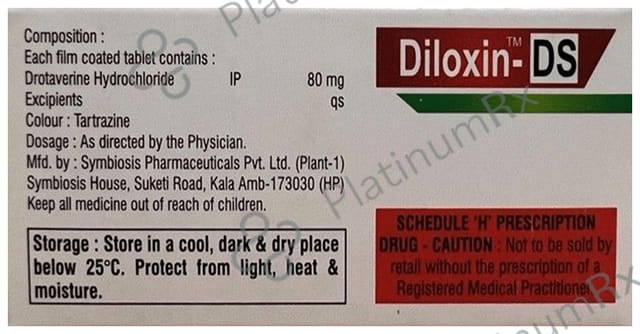 Composition :
Each film coated tablet contains :
Drotaverine Hydrochloride IP 80 mg
Excipients qs
Colour : Tartrazine
Dosage : As directed by the Physician.
Mfd. by : Symbiosis Pharmaceuticals Pvt. Ltd. (Plant-1)
Symbiosis House, Suketi Road, Kala Amb-173030 (HP)
Keep all medicine out of reach of children.
Storage : Store in a cool, dark & dry place
below 25°C. Protect from light, heat &
moisture.
Diloxin™-DS
SCHEDULE 'H' PRESCRIPTION
DRUG - CAUTION : Not to be sold by
retail without the prescription of a
Registered Medical Practitioner.
PlatinumRx